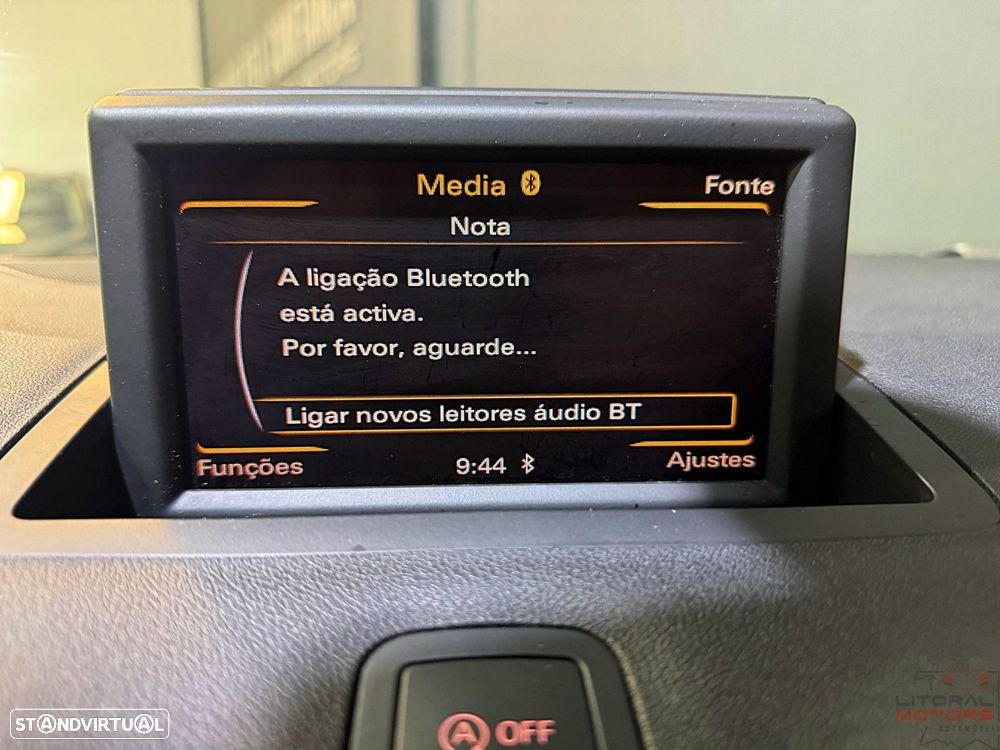 Media
Fonte
Nota
A ligação Bluetooth
está activa.
Por favor, aguarde...
Ligar novos leitores áudio BT
Funções
9:44
Ajustes
A OFF
STANDVIRTUAL
LITORAL
MOTORS
AUTOMÓVEIS